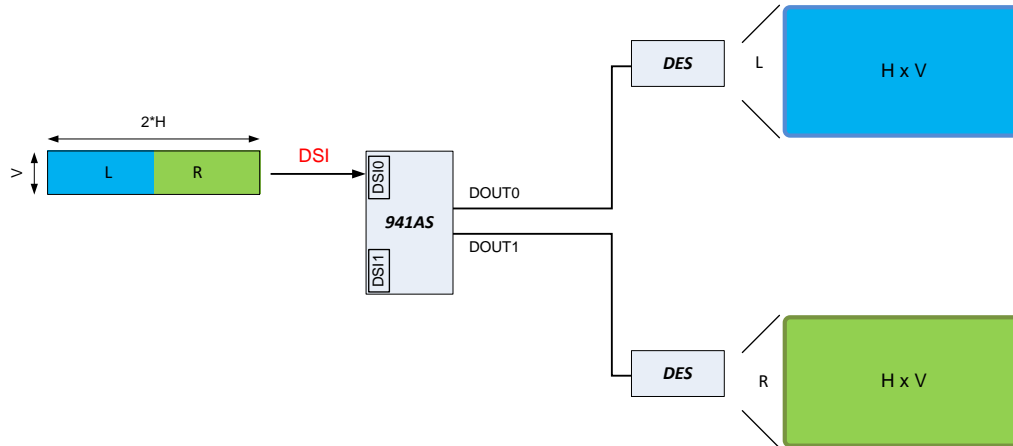 2*H
V
L
R
DSI
DSI0
941AS
DSI1
DOUT0
DOUT1
DES
L
H x V
DES
R
H x V